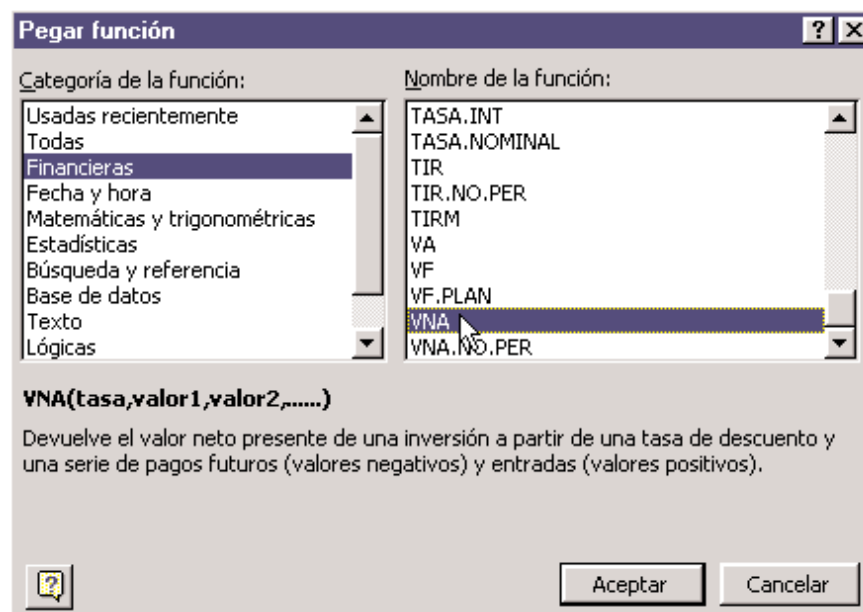 Pegar función
Categoría de la función:
Usadas recientemente
Todas
Financieras
Fecha y hora
Matemáticas y trigonométricas
Estadísticas
Búsqueda y referencia
Base de datos
Texto
Lógicas
Nombre de la función:
TASA.INT
TASA.NOMINAL
TIR
TIR.NO.PER
TIRM
VA
VF
VF.PLAN
VNA
VNA.NO.PER
VNA(tasa,valor1,valor2,......)
Devuelve el valor neto presente de una inversión a partir de una tasa de descuento y
una serie de pagos futuros (valores negativos) y entradas (valores positivos).
Aceptar
Cancelar